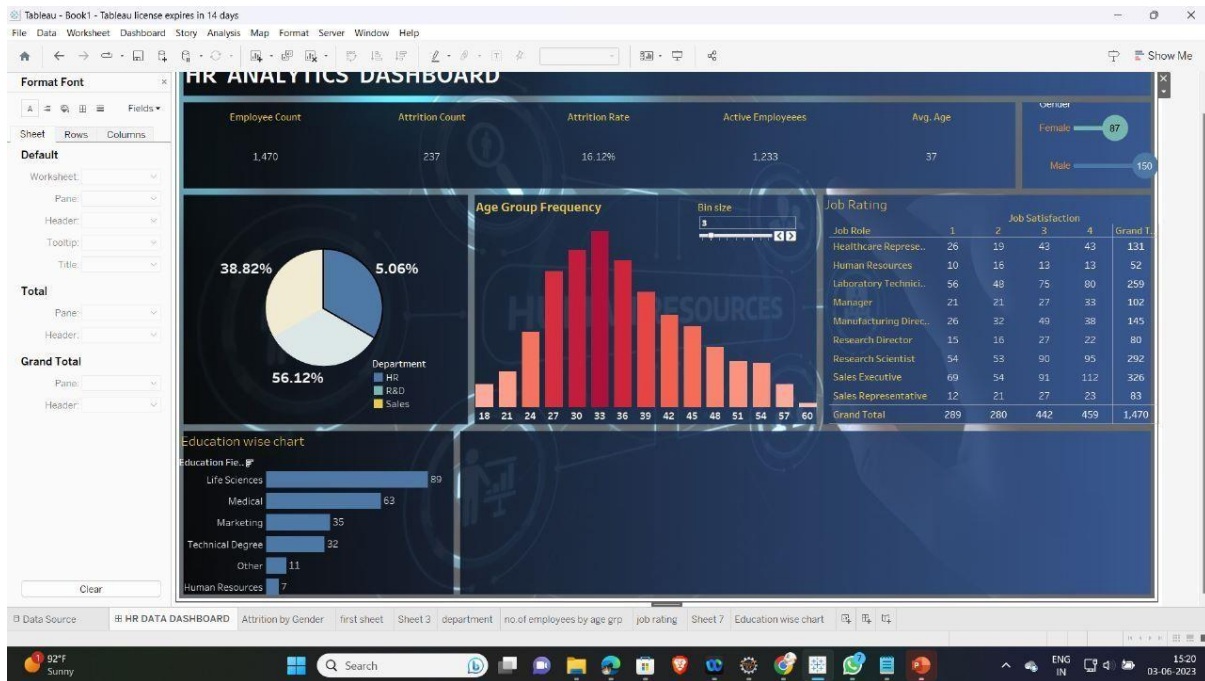 Tableau - Book1 - Tableau license expires in 14 days
File Data Worksheet Dashboard Story Analysis Map Format Server Window Help
Show Me
Format Font
Fields
Sheet Rows Columns
Default
Worksheet:
Pane:
Header:
Tooltip:
Title:
Total
Pane:
Header:
Grand Total
Pane:
Header:
Clear
HR ANALYTICS DASHBOARD
Employee Count Attrition Count Attrition Rate Active Employeees Avg. Age
1,470 237 16.12% 1,233 37
Gender
Female 87
Male 150
38.82% 5.06%
56.12%
Department
HR
R&D
Sales
Age Group Frequency
Bin size
3
18 21 24 27 30 33 36 39 42 45 48 51 54 57 60
HUMAN RESOURCES
Job Rating
Job Satisfaction
Job Role 1 2 3 4 Grand T..
Healthcare Represe.. 26 19 43 43 131
Human Resources 10 16 13 13 52
Laboratory Technici.. 56 48 75 80 259
Manager 21 21 27 33 102
Manufacturing Direc.. 26 32 49 38 145
Research Director 15 16 27 22 80
Research Scientist 54 53 90 95 292
Sales Executive 69 54 91 112 326
Sales Representative 12 21 27 23 83
Grand Total 289 280 442 459 1,470
Education wise chart
Education Fie..
Life Sciences 89
Medical 63
Marketing 35
Technical Degree 32
Other 11
Human Resources 7
Data Source HR DATA DASHBOARD Attrition by Gender first sheet Sheet 3 department no.of employees by age grp job rating Sheet 7 Education wise chart
1 92°F
Sunny
Search
7
ENG
IN
15:20
03-06-2023